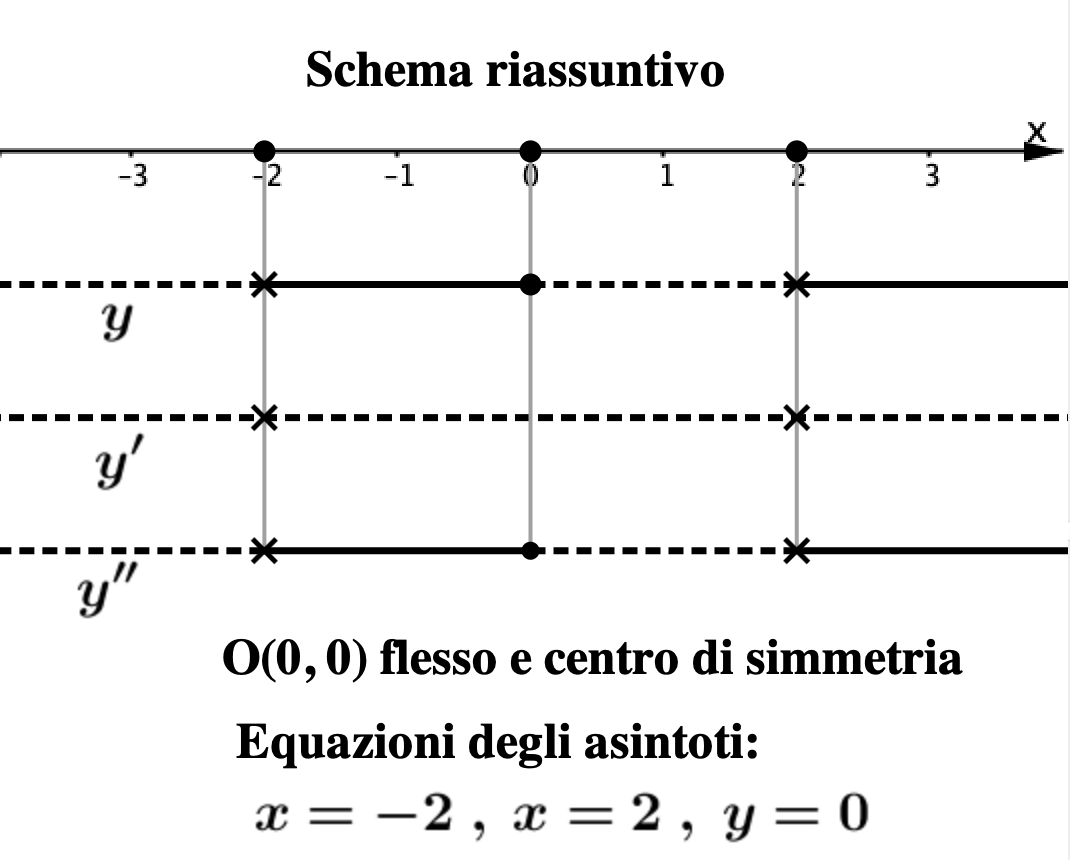 Schema riassuntivo
x
-3 -2 -1 0 1 2 3
y
y′
y′′
O(0, 0) flesso e centro di simmetria
Equazioni degli asintoti:
x = −2 , x = 2 , y = 0